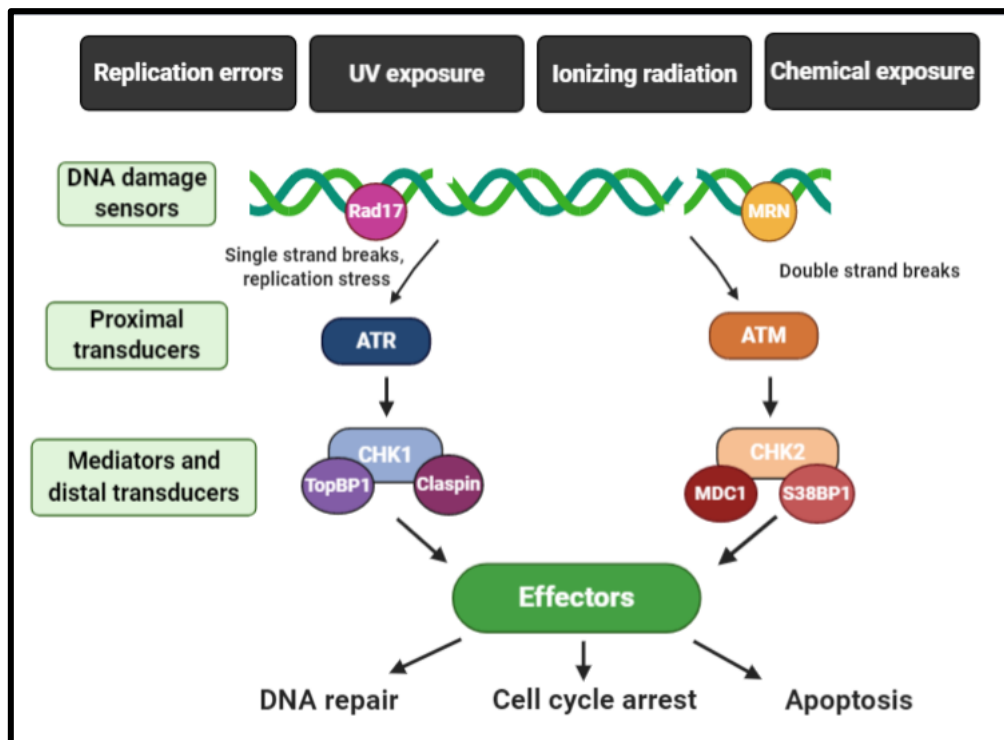 Replication errors
UV exposure
Ionizing radiation
Chemical exposure
DNA damage
sensors
Rad17
MRN
Single strand breaks,
replication stress
Double strand breaks
Proximal
transducers
ATR
ATM
Mediators and
distal transducers
CHK1
TopBP1
Claspin
CHK2
MDC1
S38BP1
Effectors
DNA repair
Cell cycle arrest
Apoptosis